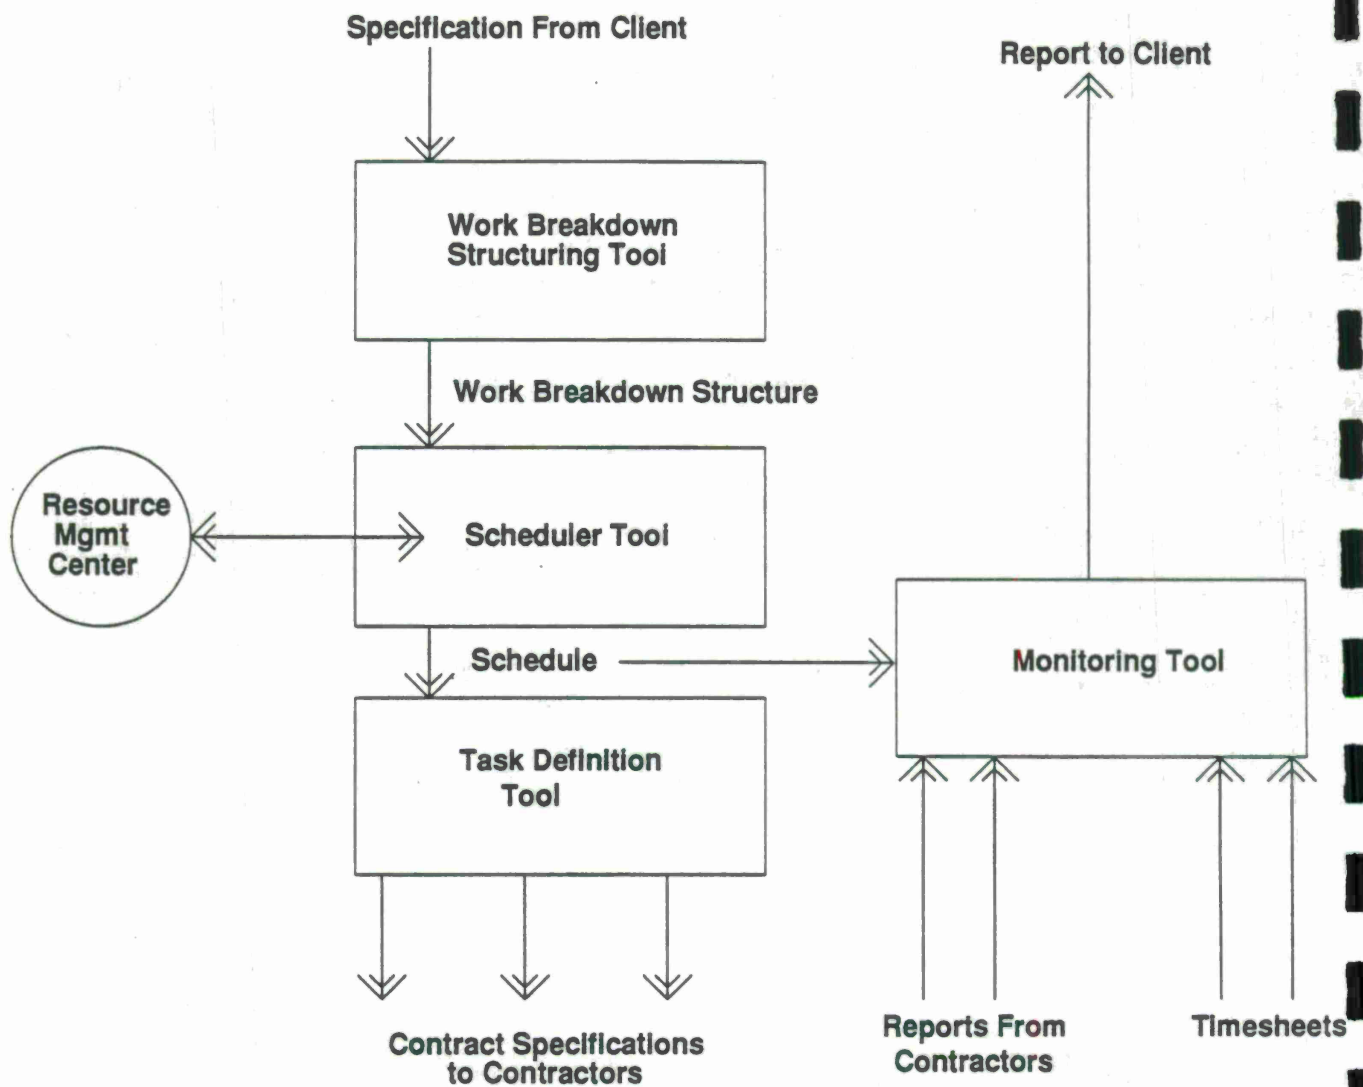 Specification From Client
Report to Client
Work Breakdown
Structuring Tool
Work Breakdown Structure
Resource
Mgmt
Center
Scheduler Tool
Schedule
Monitoring Tool
Task Definition
Tool
Reports From
Contractors
Timesheets
Contract Specifications
to Contractors